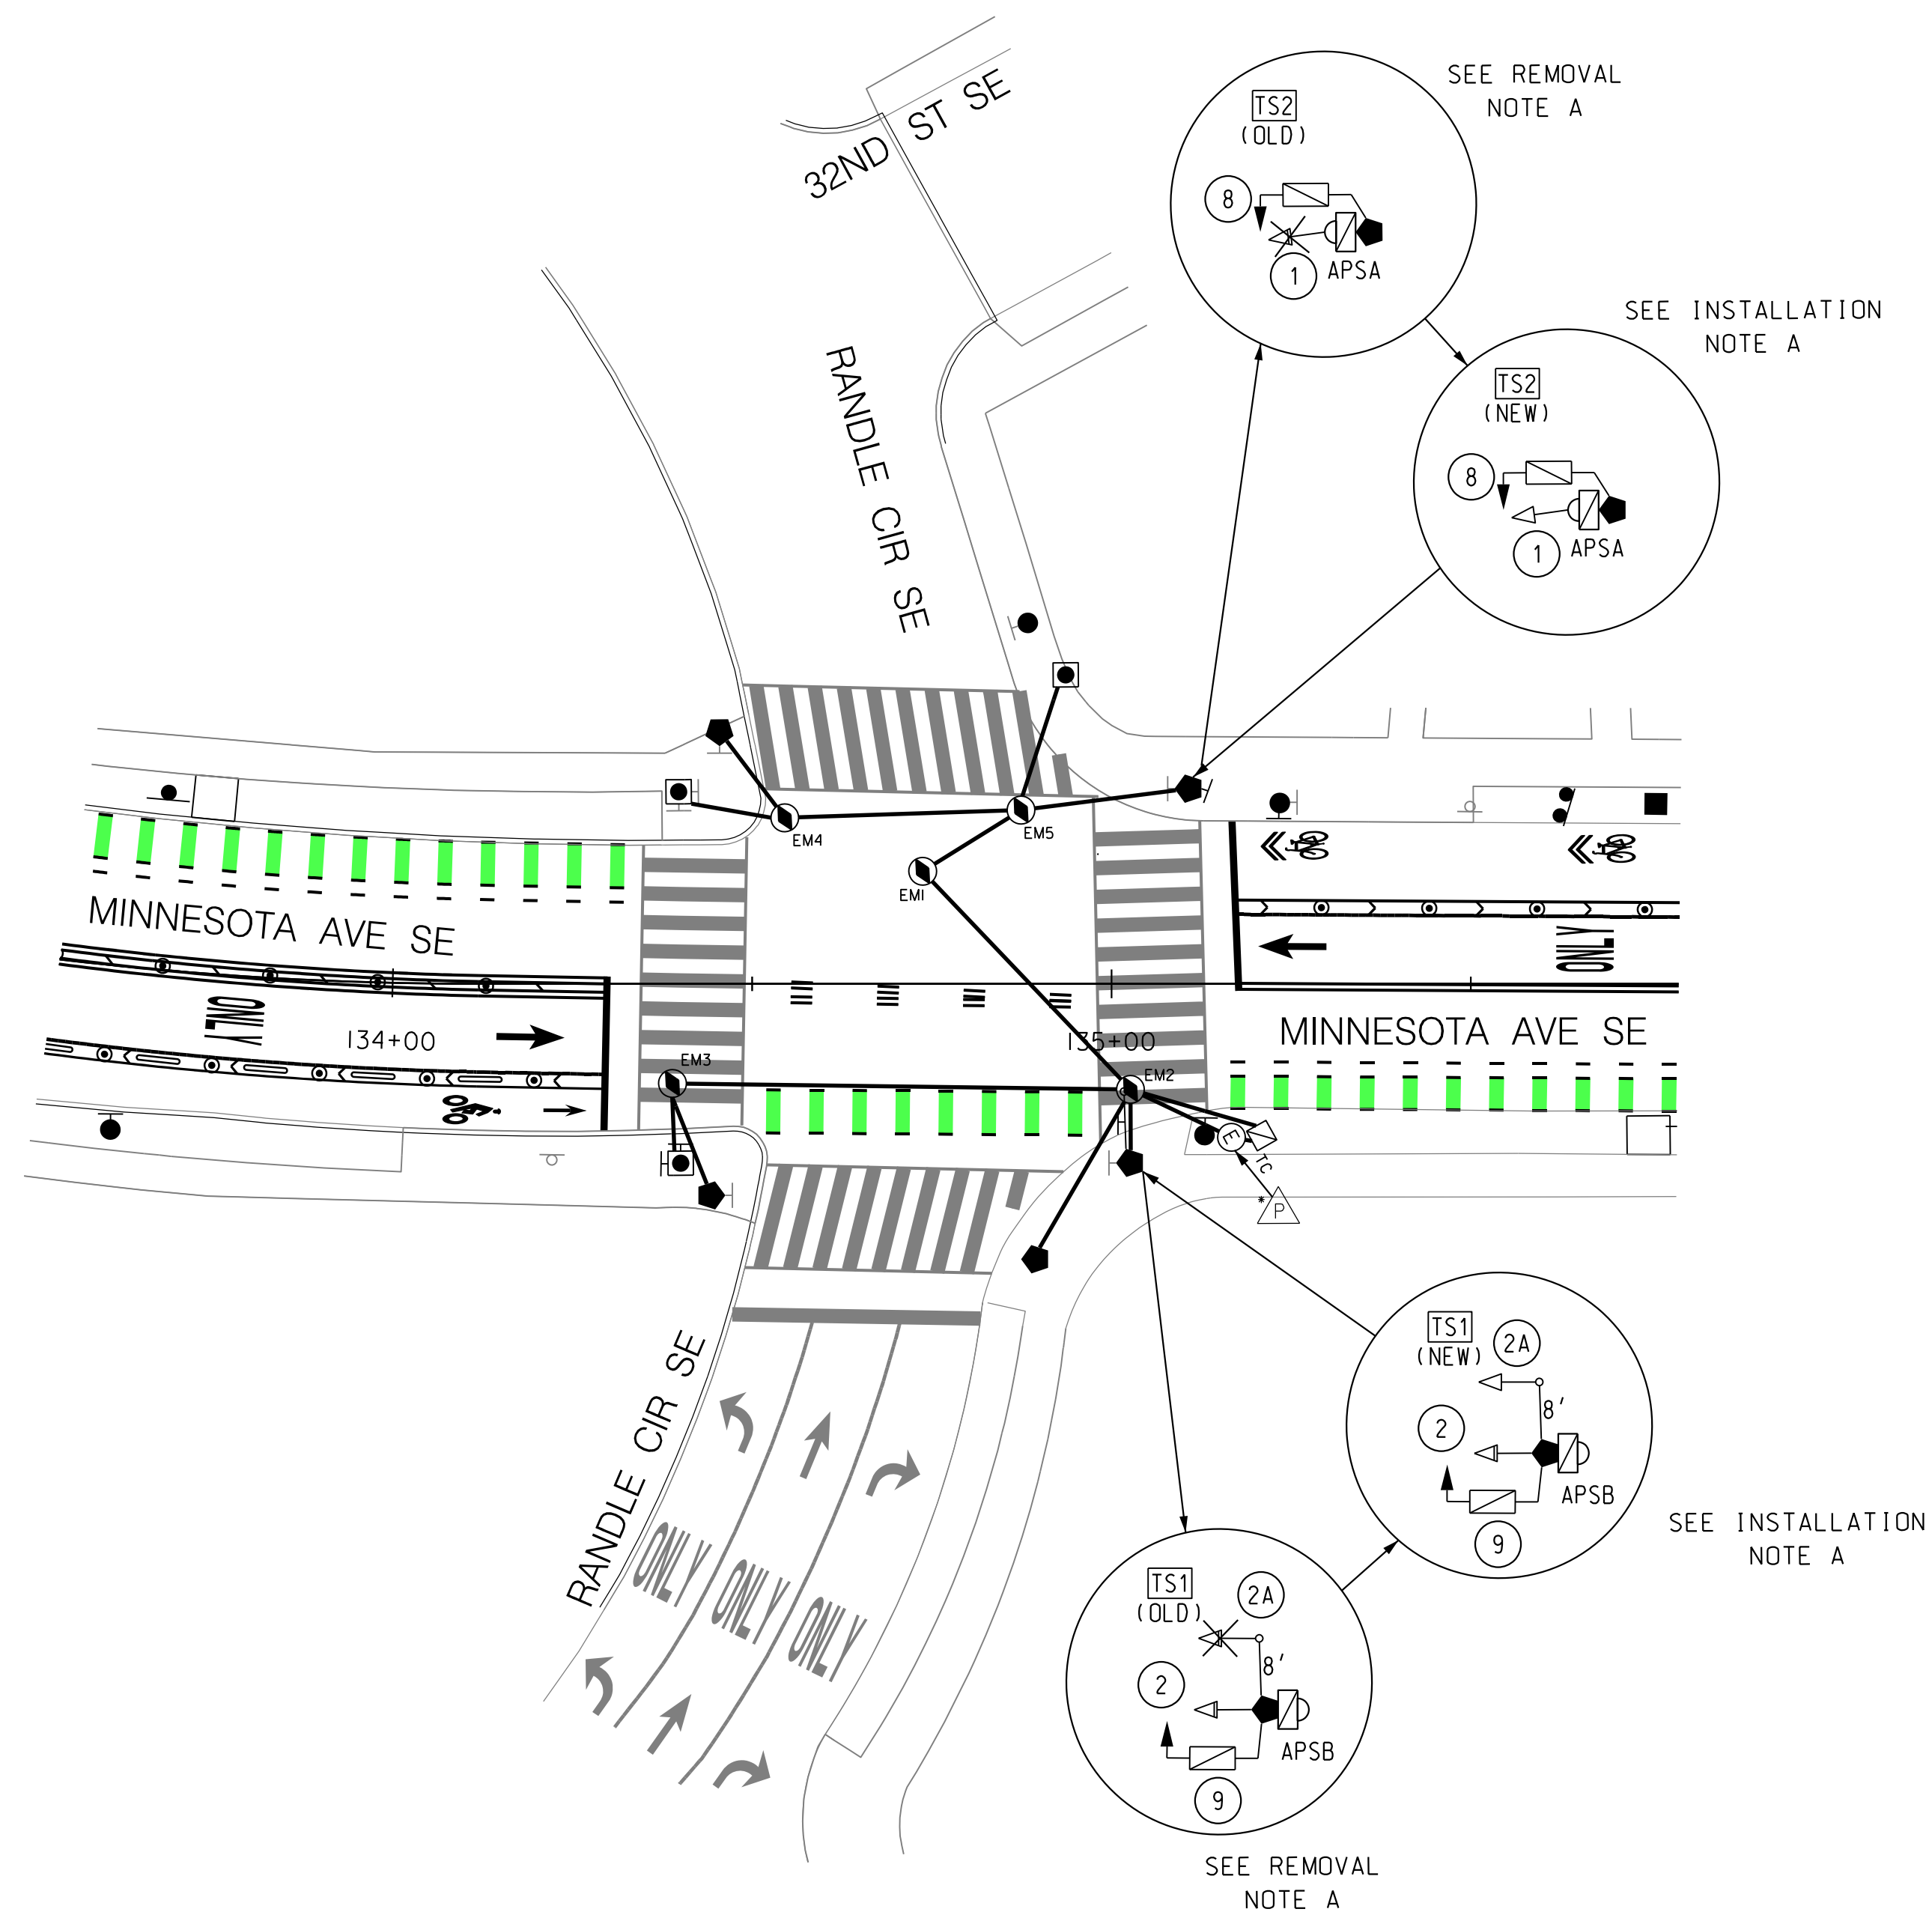 32ND ST SE
SEE REMOVAL
NOTE A
TS2
(OLD)
8
1
APSA
SEE INSTALLATION
NOTE A
TS2
(NEW)
8
1
APSA
RANDLE CIR SE
EM4
EM5
EM1
MINNESOTA AVE SE
ONLY
ONLY
134+00
135+00
MINNESOTA AVE SE
EM3
EM2
E
TC
*
P
RANDLE CIR SE
ONLY
ONLY
ONLY
TS1
(NEW)
2A
8'
2
APSB
9
SEE INSTALLATION
NOTE A
TS1
(OLD)
2A
8'
2
APSB
9
SEE REMOVAL
NOTE A